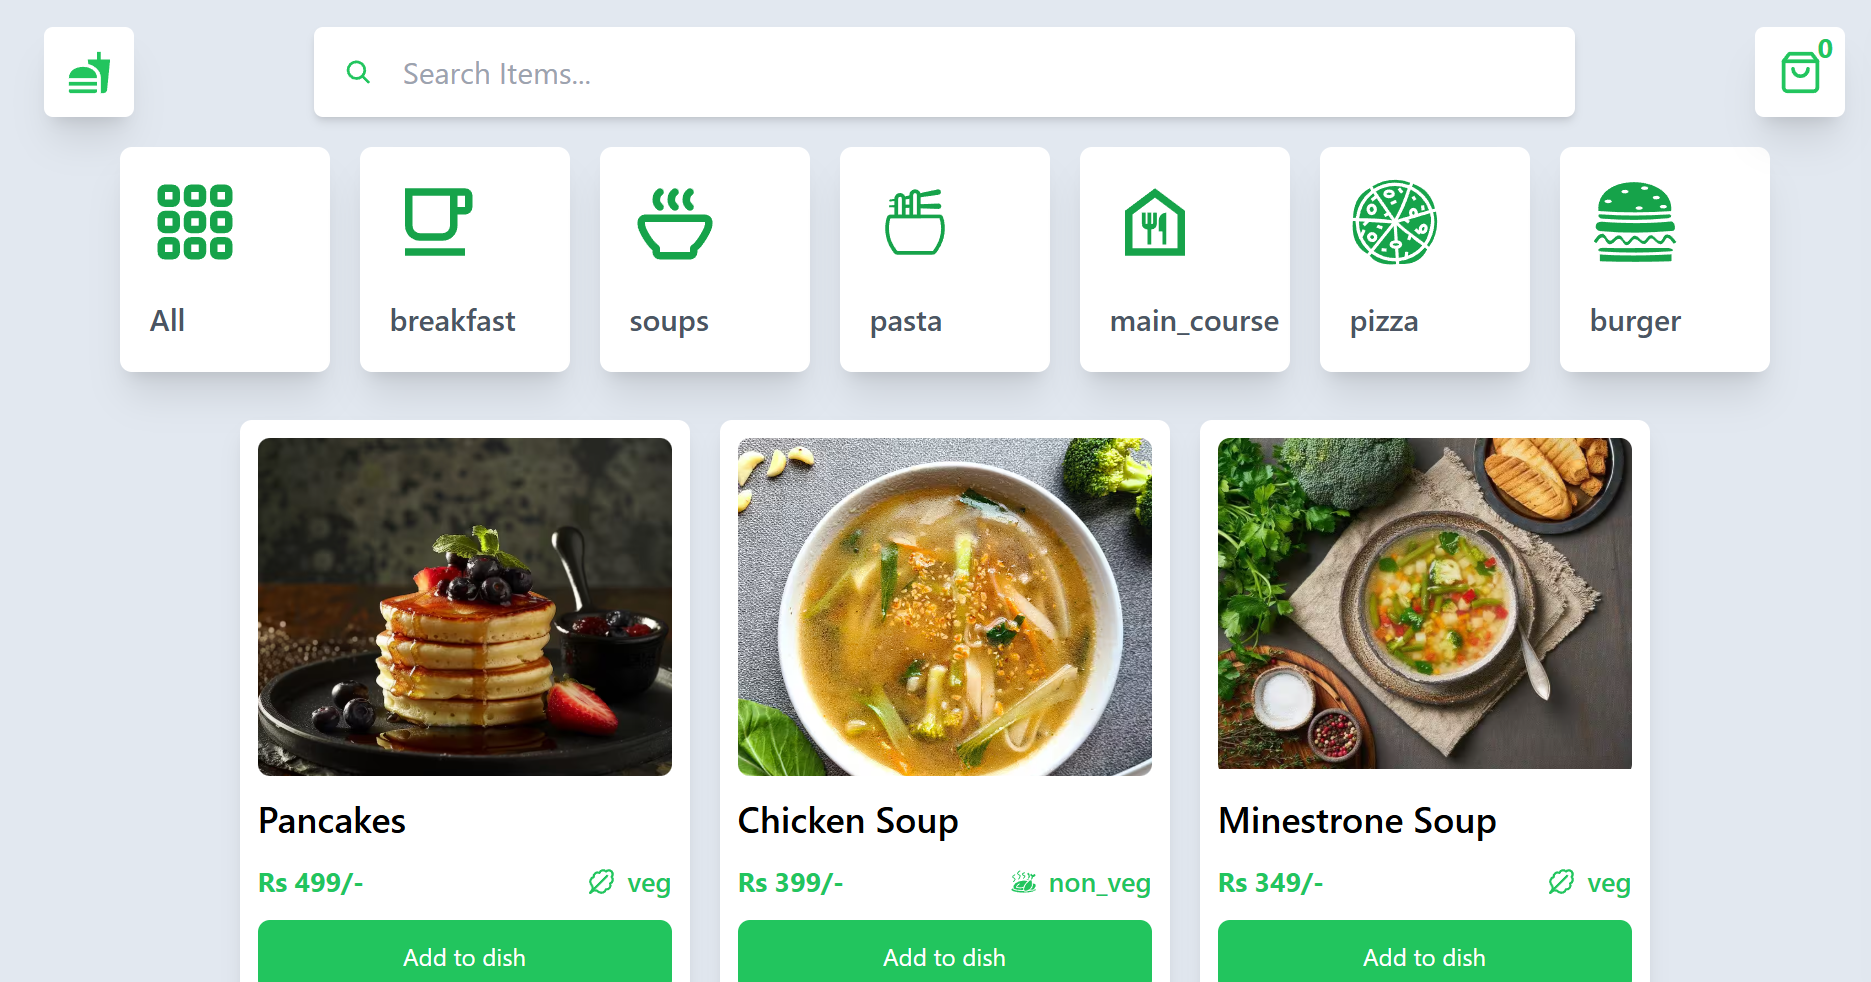 Search Items...
0
All
breakfast
soups
pasta
main_course
pizza
burger
Pancakes
Rs 499/-
veg
Add to dish
Chicken Soup
Rs 399/-
non_veg
Add to dish
Minestrone Soup
Rs 349/-
veg
Add to dish